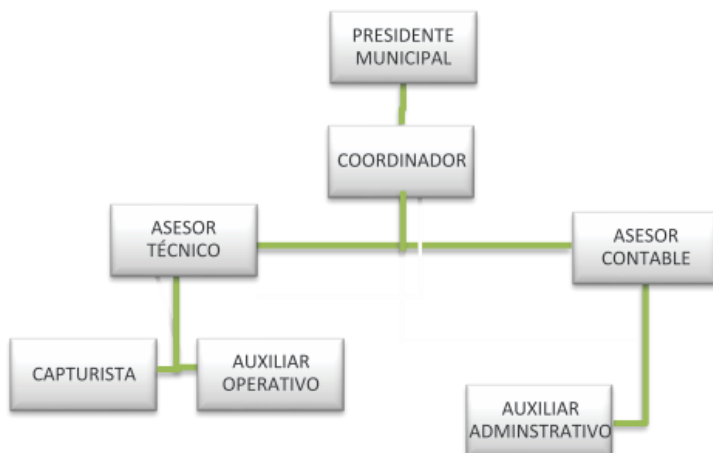 PRESIDENTE
MUNICIPAL
COORDINADOR
ASESOR
TÉCNICO
ASESOR
CONTABLE
CAPTURISTA
AUXILIAR
OPERATIVO
AUXILIAR
ADMINSTRATIVO